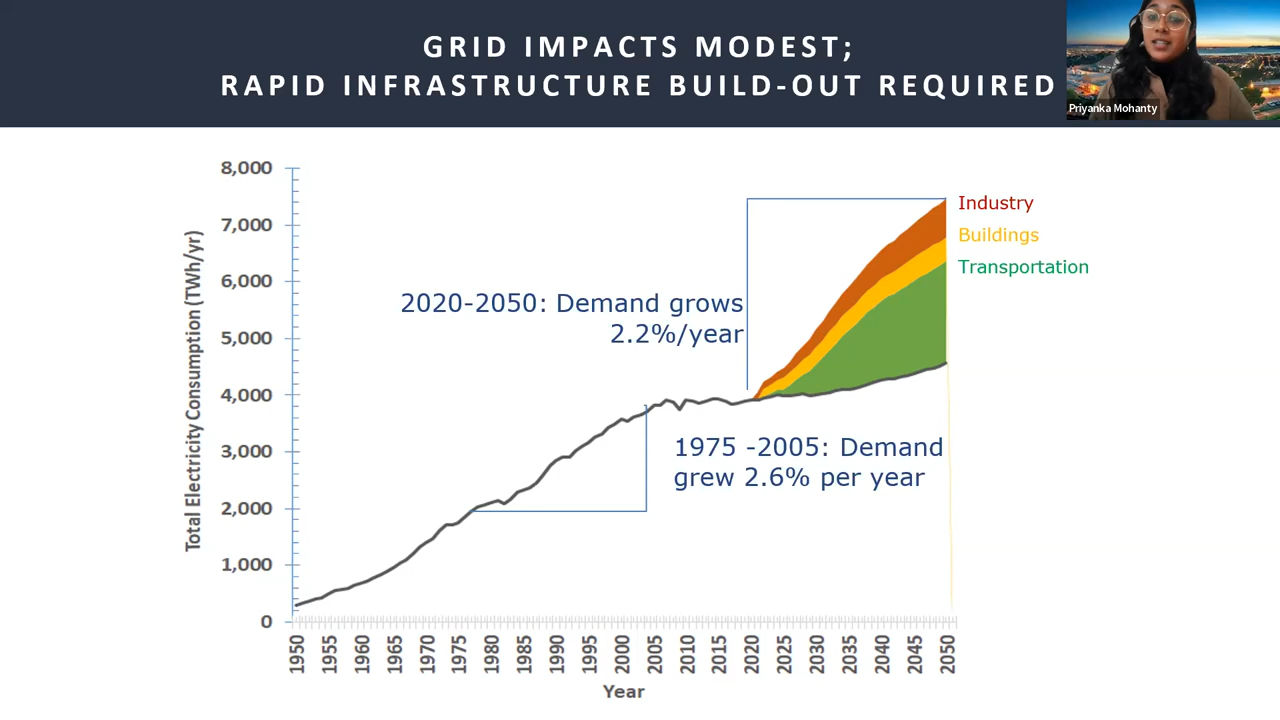 GRID IMPACTS MODEST;
RAPID INFRASTRUCTURE BUILD-OUT REQUIRED
Priyanka Mohanty
8,000
7,000
6,000
5,000
4,000
3,000
2,000
1,000
0
Total Electricity Consumption (TWh/yr)
Industry
Buildings
Transportation
2020-2050: Demand grows
2.2%/year
1975 -2005: Demand
grew 2.6% per year
1950 1955 1960 1965 1970 1975 1980 1985 1990 1995 2000 2005 2010 2015 2020 2025 2030 2035 2040 2045 2050
Year